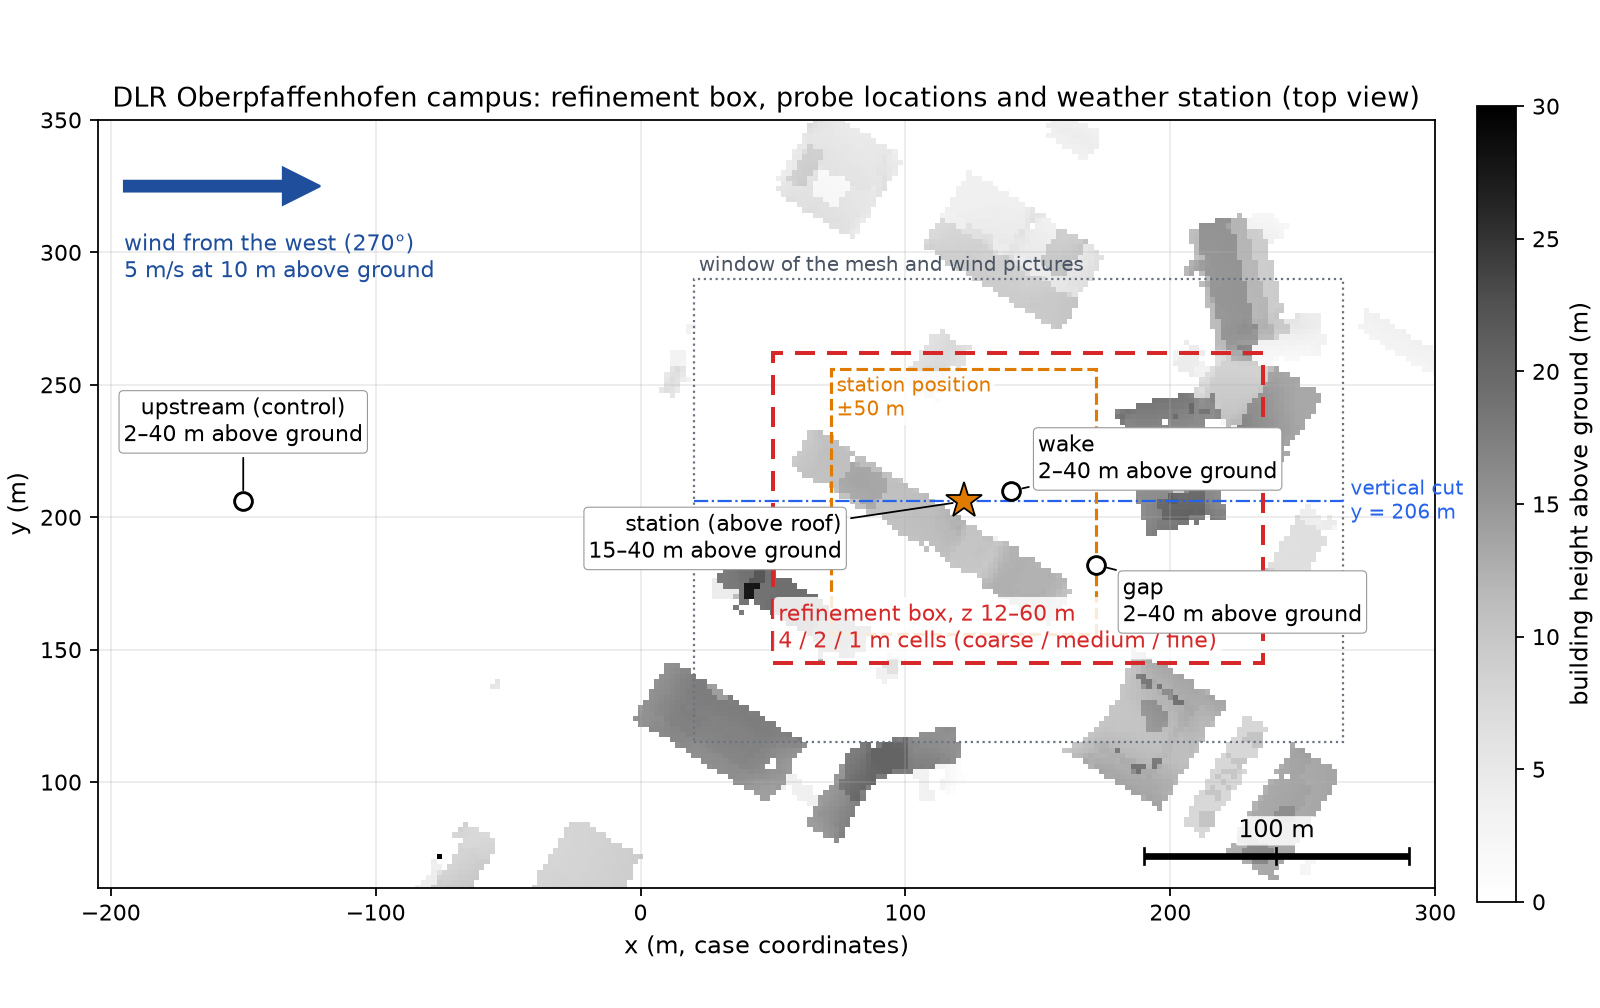 DLR Oberpfaffenhofen campus: refinement box, probe locations and weather station (top view)
wind from the west (270°)
5 m/s at 10 m above ground
window of the mesh and wind pictures
upstream (control)
2–40 m above ground
station position
±50 m
wake
2–40 m above ground
vertical cut
y = 206 m
station (above roof)
15–40 m above ground
gap
2–40 m above ground
refinement box, z 12–60 m
4 / 2 / 1 m cells (coarse / medium / fine)
100 m
350
300
250
200
150
100
y (m)
−200
−100
0
100
200
300
x (m, case coordinates)
30
25
20
15
10
5
0
building height above ground (m)